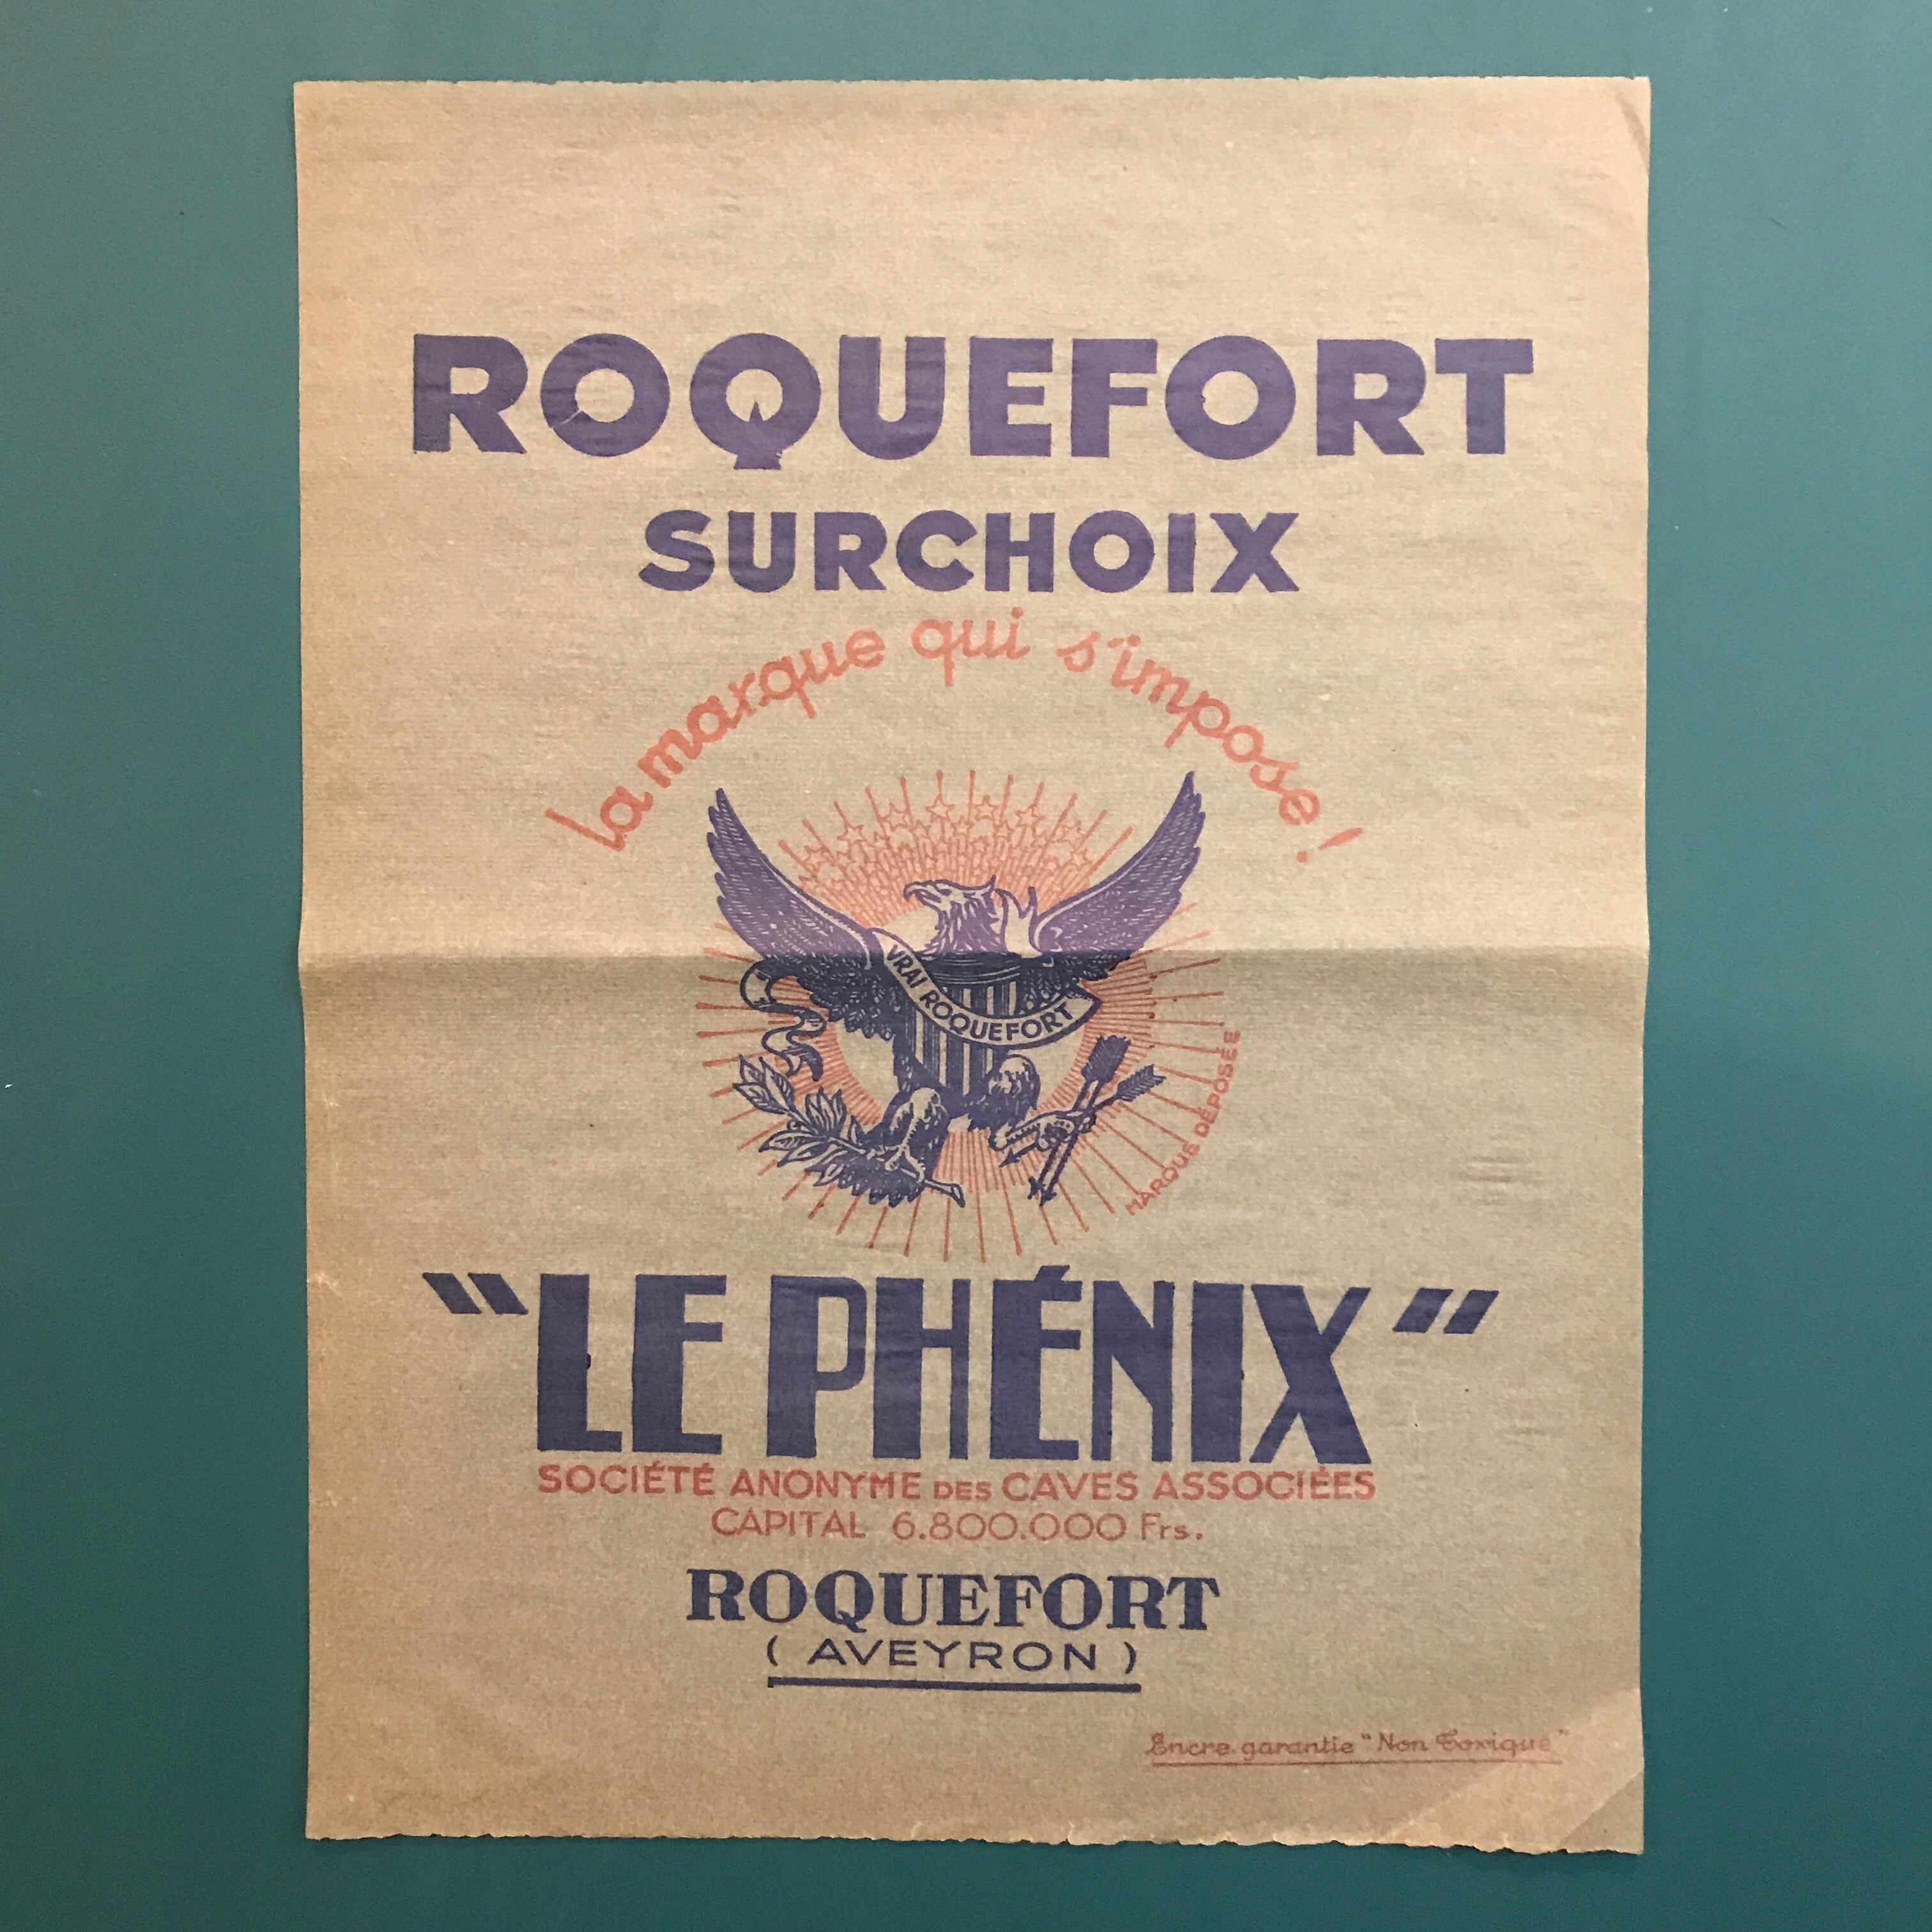 ROQUEFORT
SURCHOIX
la marque qui s'impose!
VRAI ROQUEFORT
MARQUE DÉPOSÉE
"LE PHÉNIX"
SOCIÉTÉ ANONYME DES CAVES ASSOCIÉES
CAPITAL 6.800.000 Frs.
ROQUEFORT
( AVEYRON )
Encre garantie "Non Toxique"